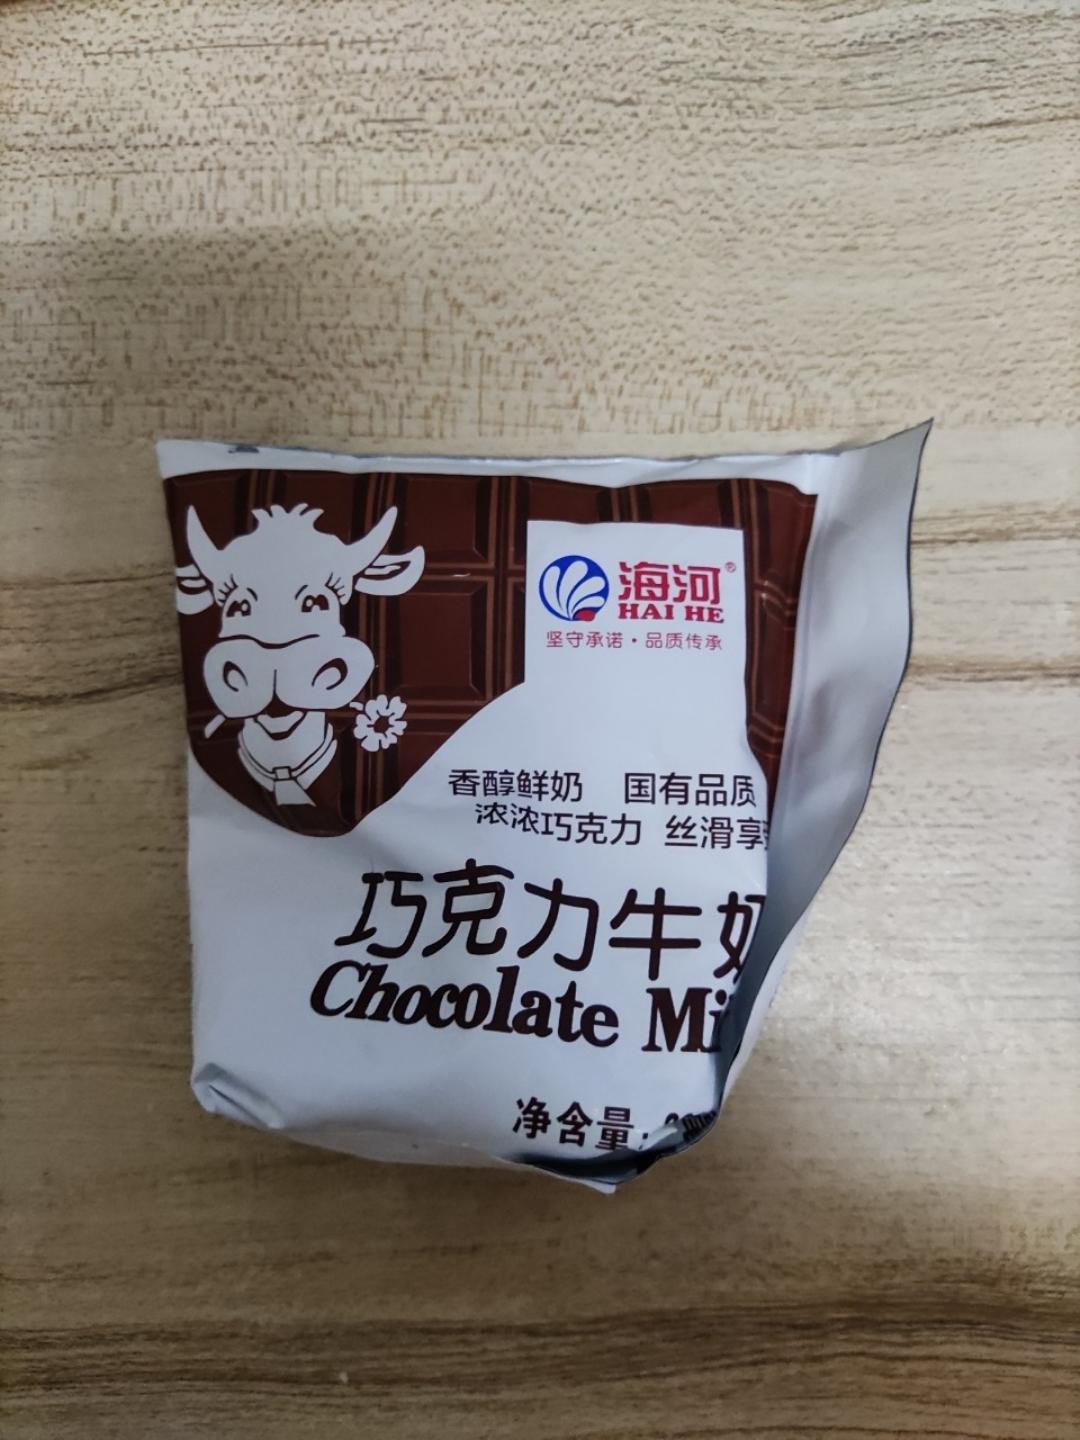 海河®
HAI HE
坚守承诺·品质传承
香醇鲜奶 国有品质
浓浓巧克力 丝滑享
巧克力牛奶
Chocolate Mi
净含量: